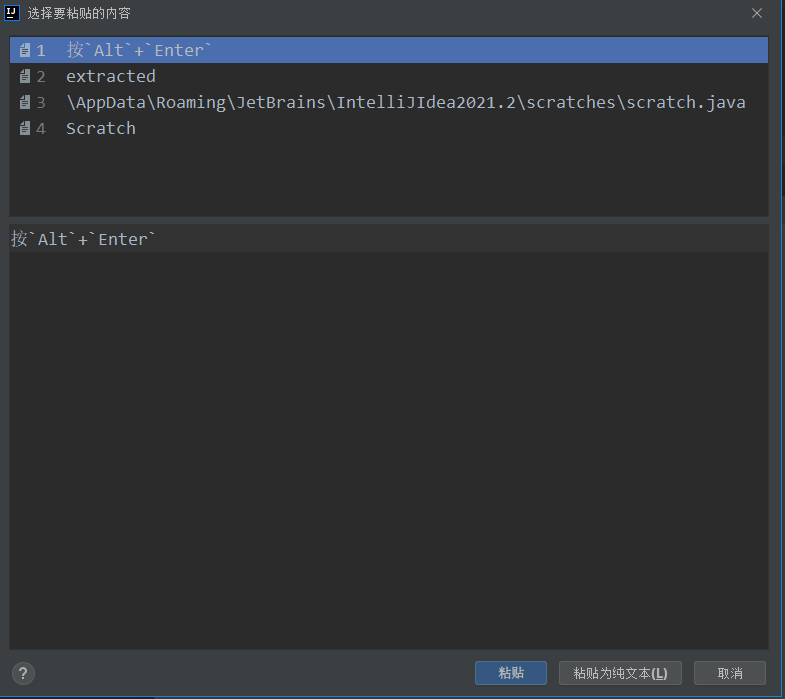 IJ 选择要粘贴的内容
1 按`Alt`+`Enter`
2 extracted
3 \AppData\Roaming\JetBrains\IntelliJIdea2021.2\scratches\scratch.java
4 Scratch
按`Alt`+`Enter`
? 粘贴 粘贴为纯文本(L) 取消